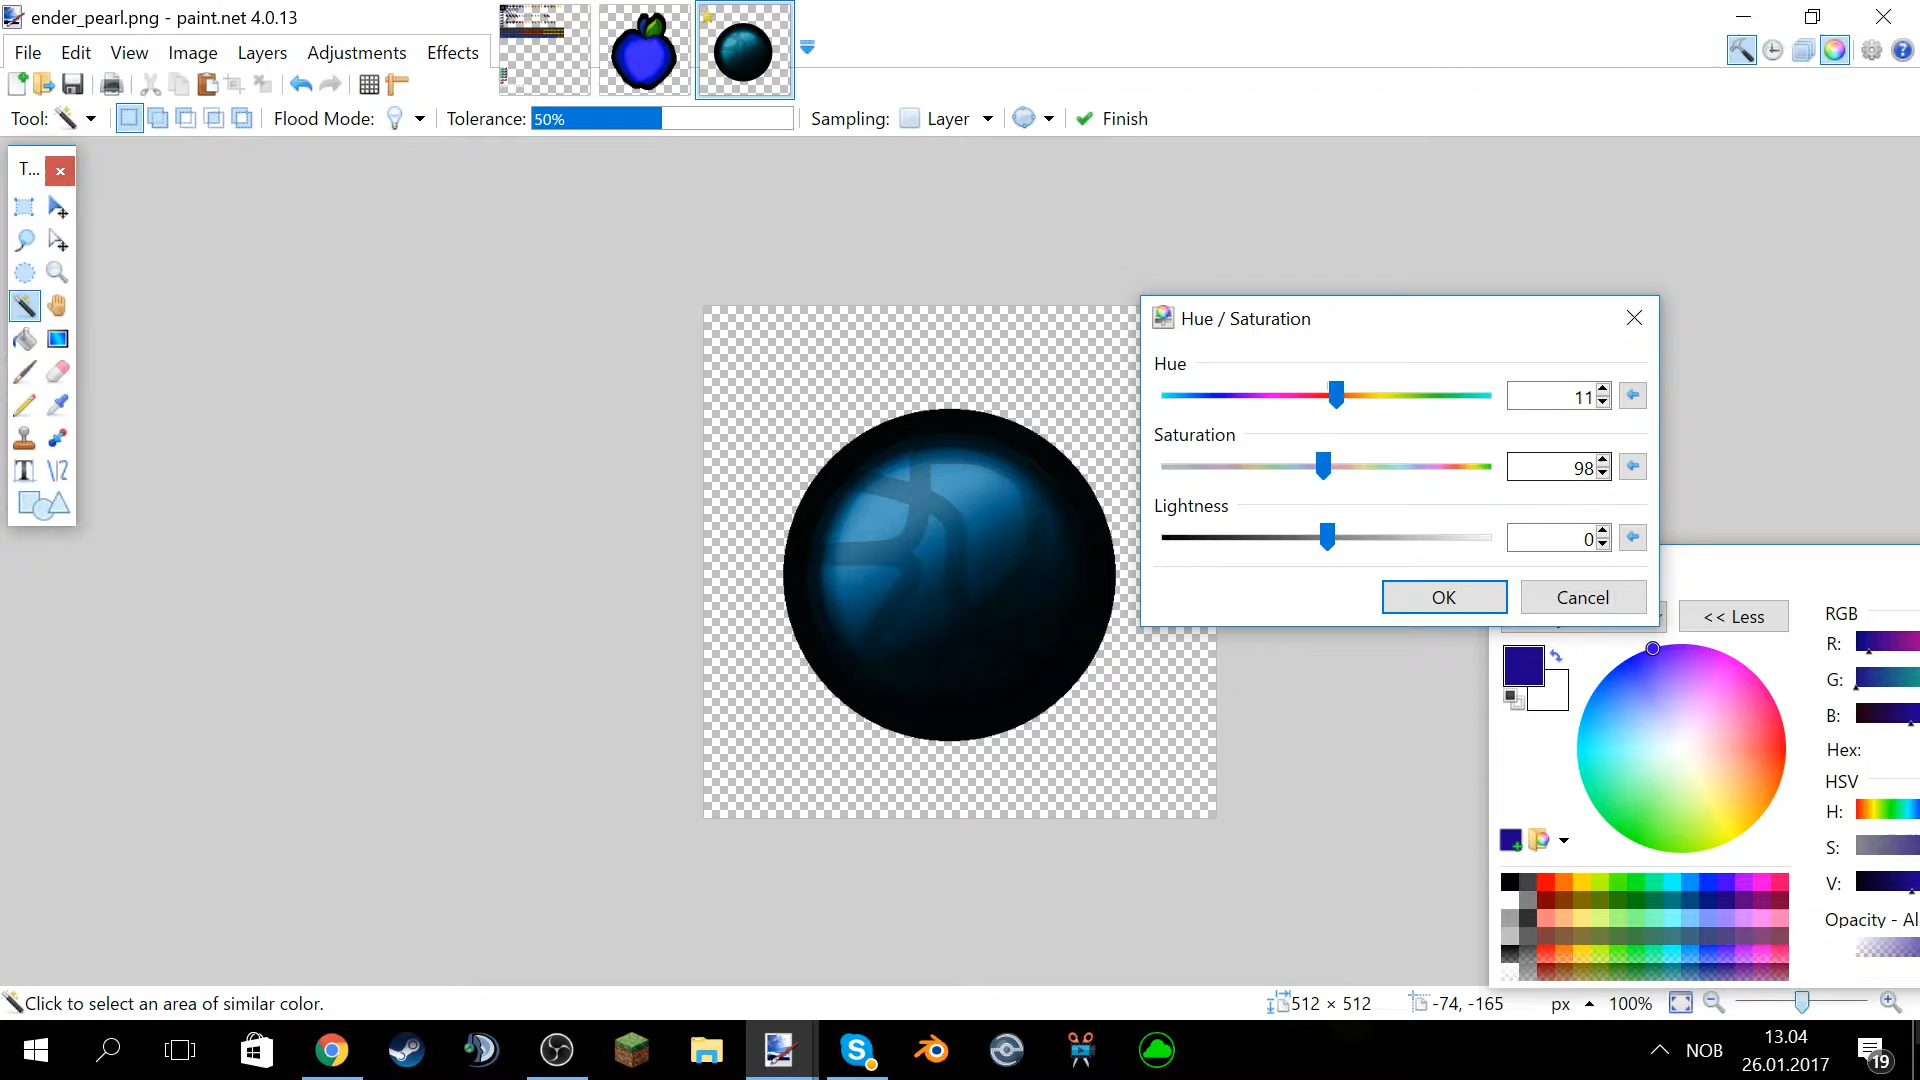 ender_pearl.png - paint.net 4.0.13
File Edit View Image Layers Adjustments Effects
Tool: Flood Mode: Tolerance: 50% Sampling: Layer Finish
T...
Hue / Saturation
Hue
11
Saturation
98
Lightness
0
OK Cancel
<< Less
RGB
R:
G:
B:
Hex:
HSV
H:
S:
V:
Opacity - Al
Click to select an area of similar color.
512 × 512 -74, -165 px 100%
NOB
13.04
26.01.2017
19